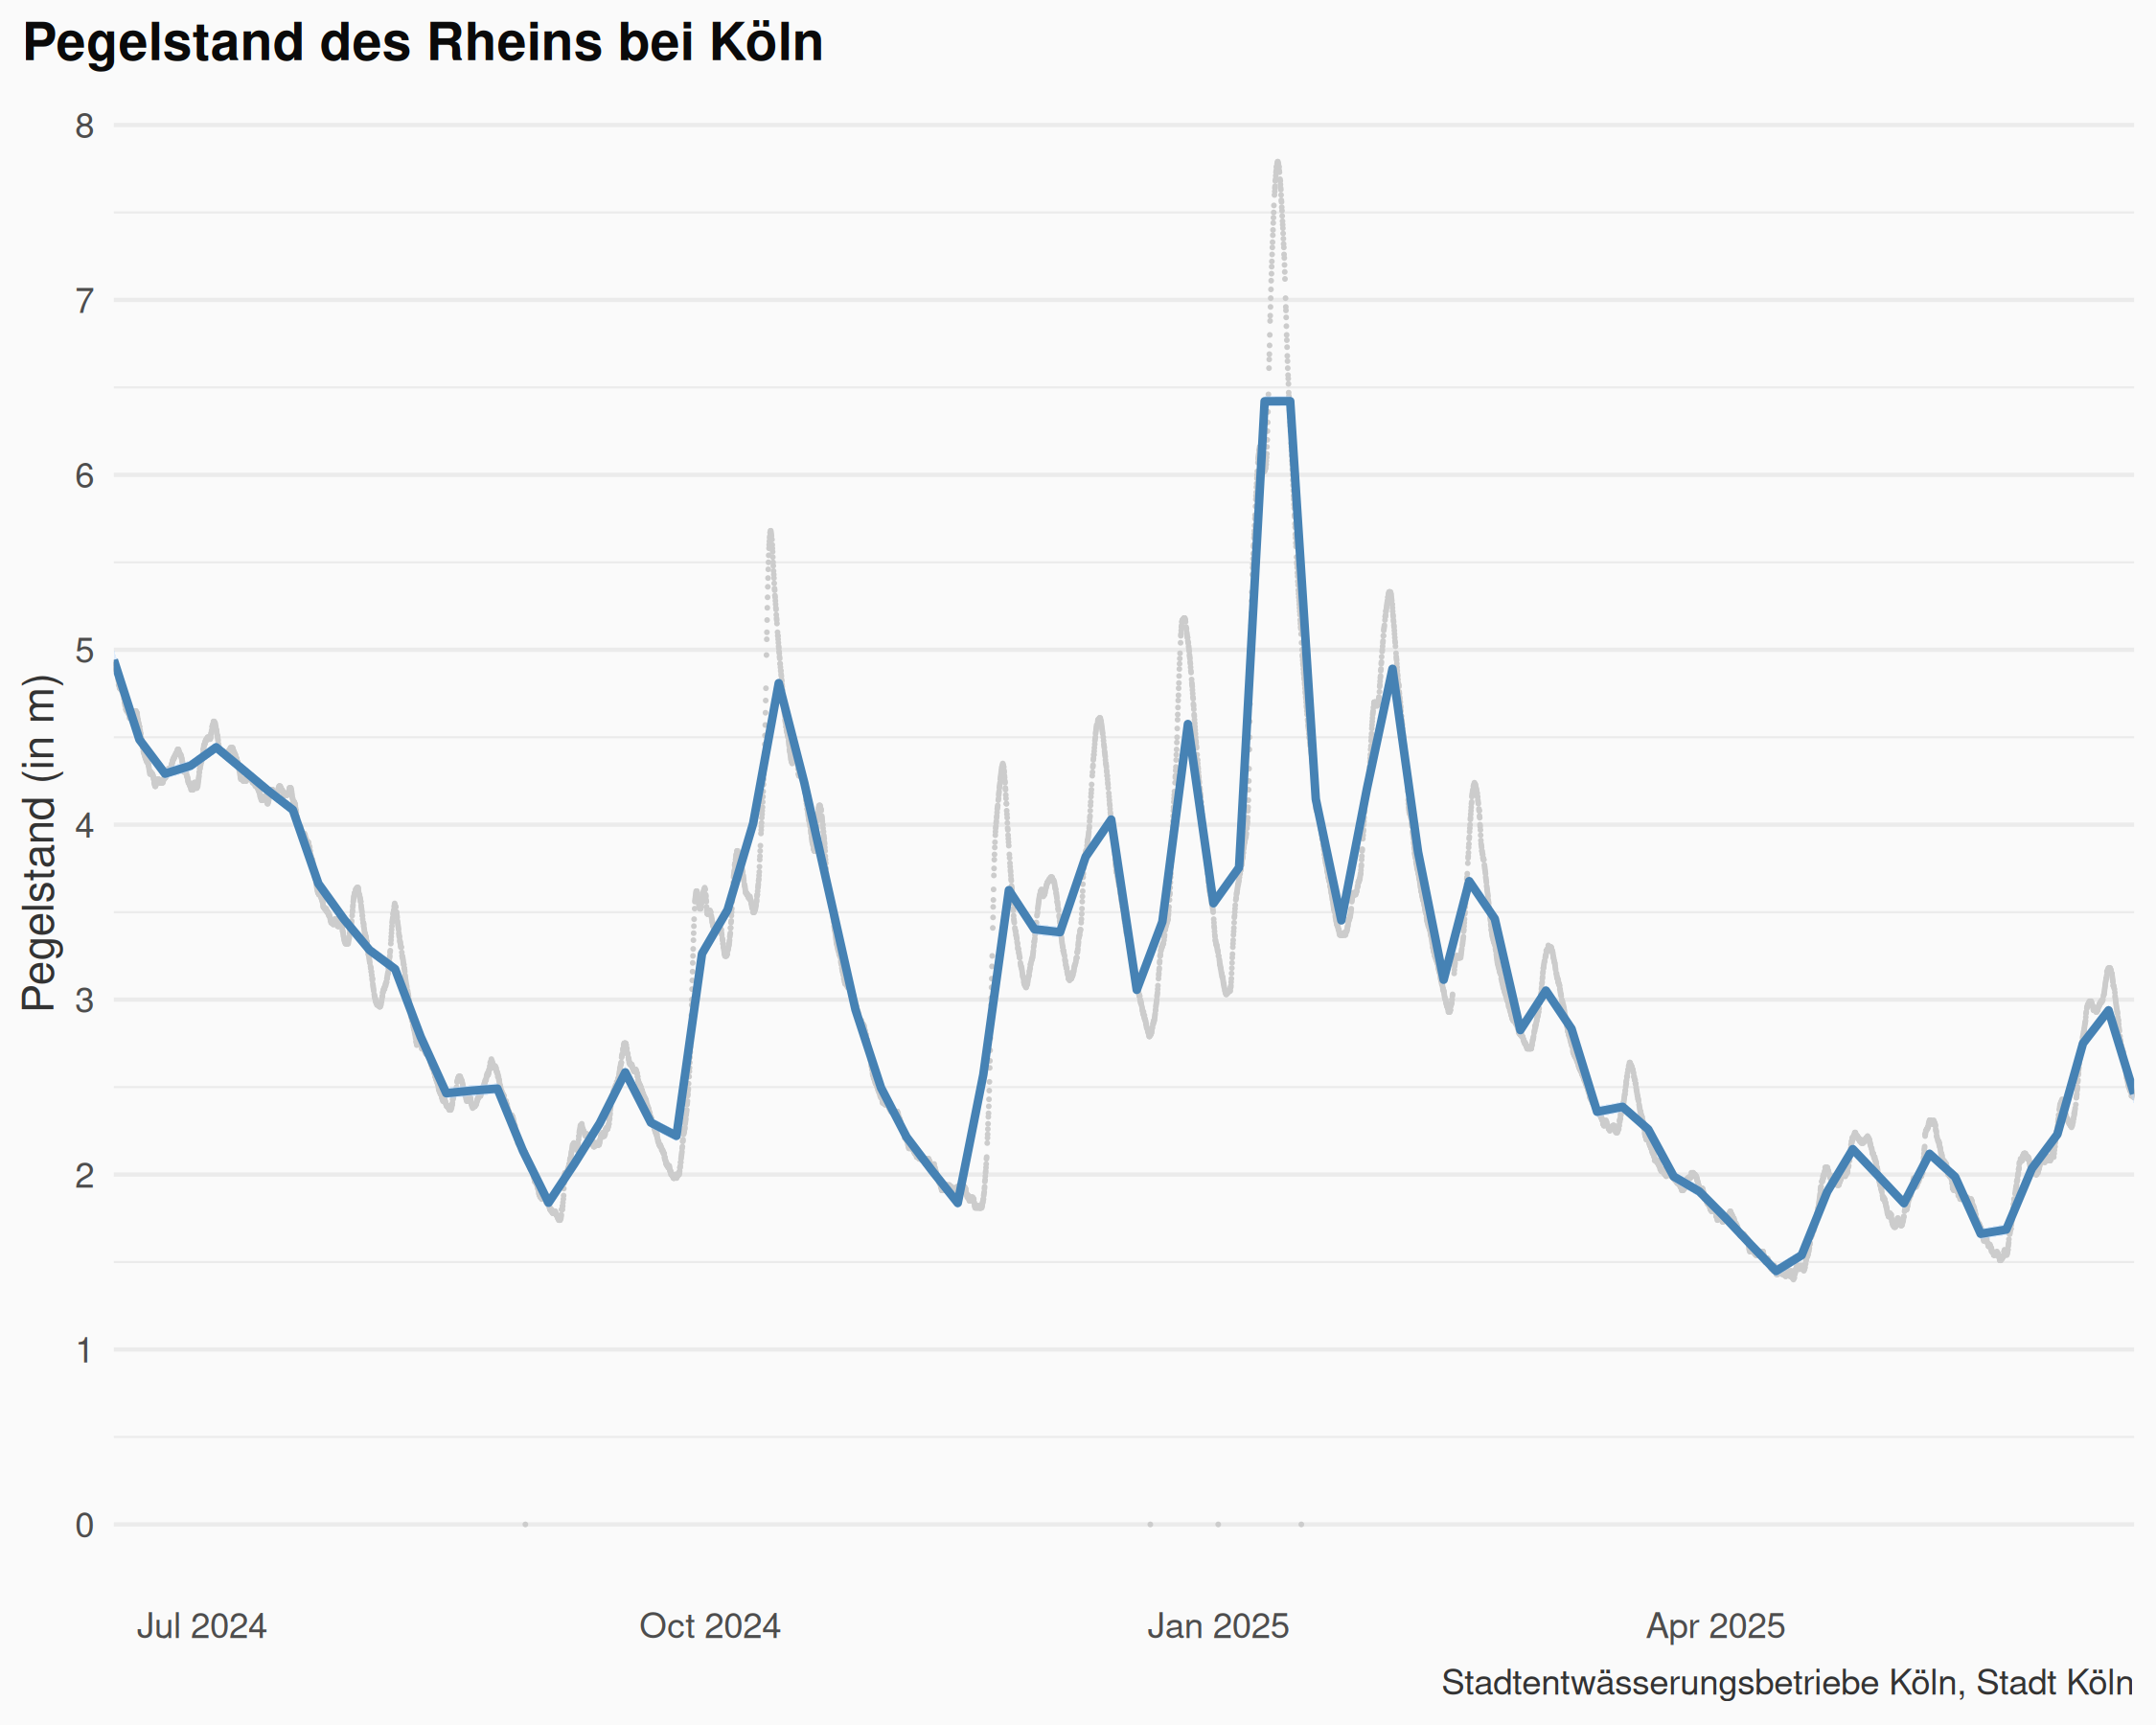 Pegelstand des Rheins bei Köln
8
7
6
5
4
3
2
1
0
Pegelstand (in m)
Jul 2024
Oct 2024
Jan 2025
Apr 2025
Stadtentwässerungsbetriebe Köln, Stadt Köln